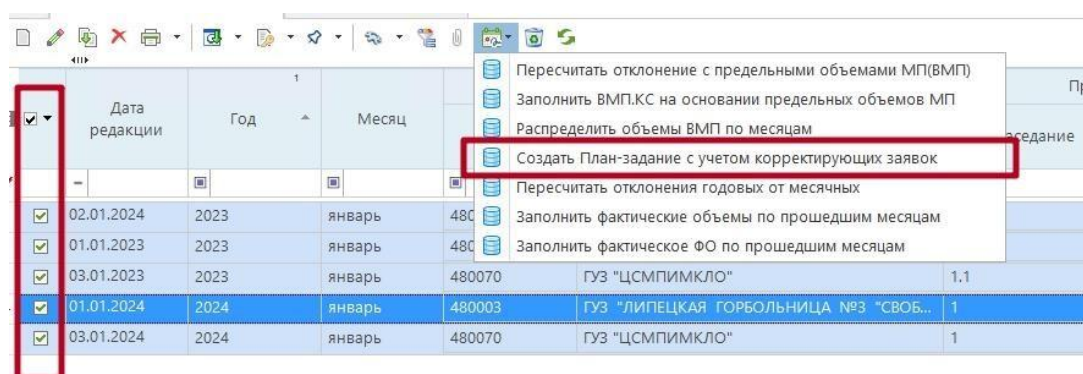 Пересчитать отклонение с предельными объемами МП(ВМП)
Заполнить ВМП.КС на основании предельных объемов МП
Распределить объемы ВМП по месяцам
Создать План-задание с учетом корректирующих заявок
Пересчитать отклонения годовых от месячных
Заполнить фактические объемы по прошедшим месяцам
Заполнить фактическое ФО по прошедшим месяцам
1
Дата редакции Год Месяц Пр
аседание
02.01.2024 2023 январь 480
01.01.2023 2023 январь 480
03.01.2023 2023 январь 480070 ГУЗ "ЦСМПИМКЛО" 1.1
01.01.2024 2024 январь 480003 ГУЗ "ЛИПЕЦКАЯ ГОРБОЛЬНИЦА №3 "СВОБ... 1
03.01.2024 2024 январь 480070 ГУЗ "ЦСМПИМКЛО" 1